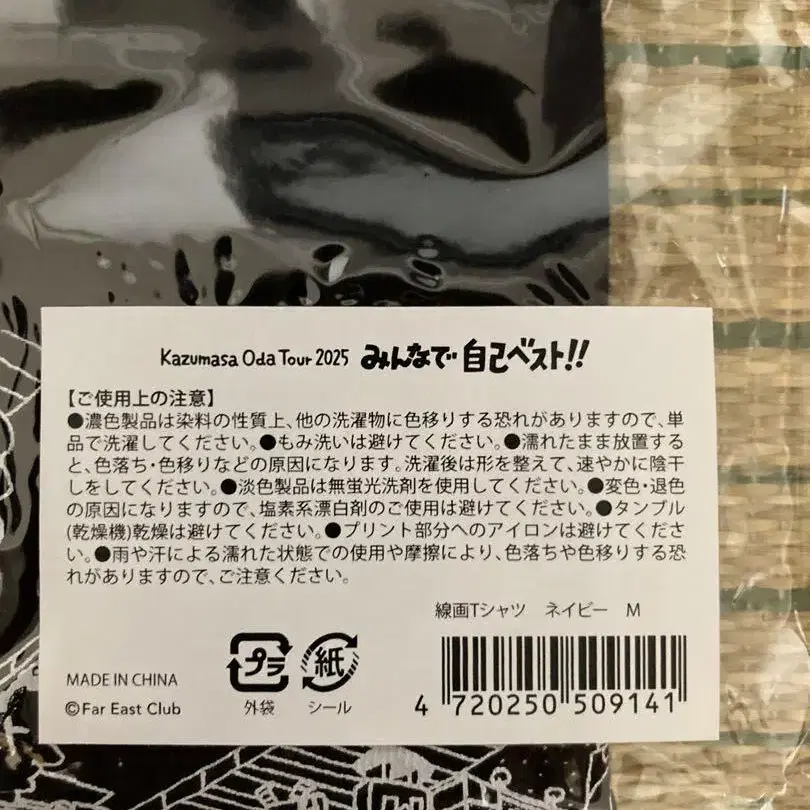 Kazumasa Oda Tour 2025 みんなで自己ベスト!!
【ご使用上の注意】
●濃色製品は染料の性質上、他の洗濯物に色移りする恐れがありますので、単
品で洗濯してください。●もみ洗いは避けてください。●濡れたまま放置する
と、色落ち・色移りなどの原因になります。洗濯後は形を整えて、速やかに陰干
しをしてください。●淡色製品は無蛍光洗剤を使用してください。●変色・退色
の原因になりますので、塩素系漂白剤のご使用は避けてください。●タンブル
(乾燥機)乾燥は避けてください。●プリント部分へのアイロンは避けてくださ
い。●雨や汗による濡れた状態での使用や摩擦により、色落ちや色移りする恐
れがありますので、ご注意ください。
線画Tシャツ ネイビー M
MADE IN CHINA
©Far East Club
プラ
外袋
紙
シール
4 720250 509141